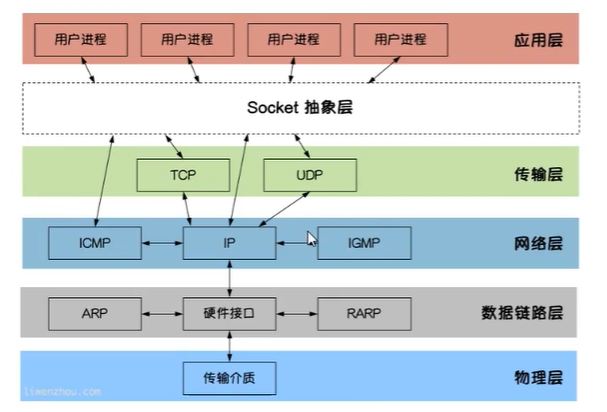 用户进程 用户进程 用户进程 用户进程 应用层
Socket 抽象层
TCP UDP 传输层
ICMP IP IGMP 网络层
ARP 硬件接口 RARP 数据链路层
传输介质 物理层
liwenzhou.com